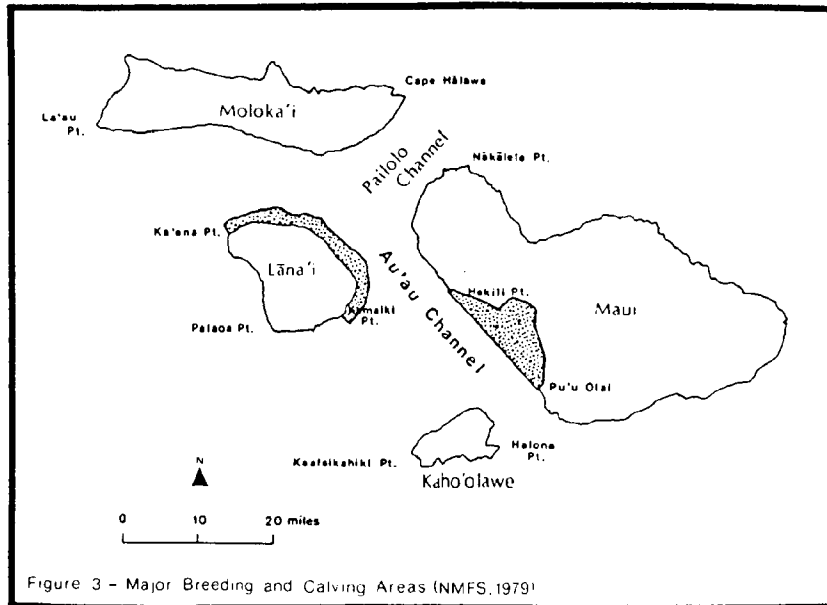 Cape Hālawa
Moloka'i
La'au
Pt.
Pailolo
Channel
Nākālele Pt.
Ka'ena Pt.
Lāna'i
Au'au Channel
Hekili Pt.
Maui
Kamaiki
Pt.
Palaoa Pt.
Pu'u Olai
Halona
Pt.
Kaho'olawe
N
0 10 20 miles
Figure 3 - Major Breeding and Calving Areas (NMFS, 1979)